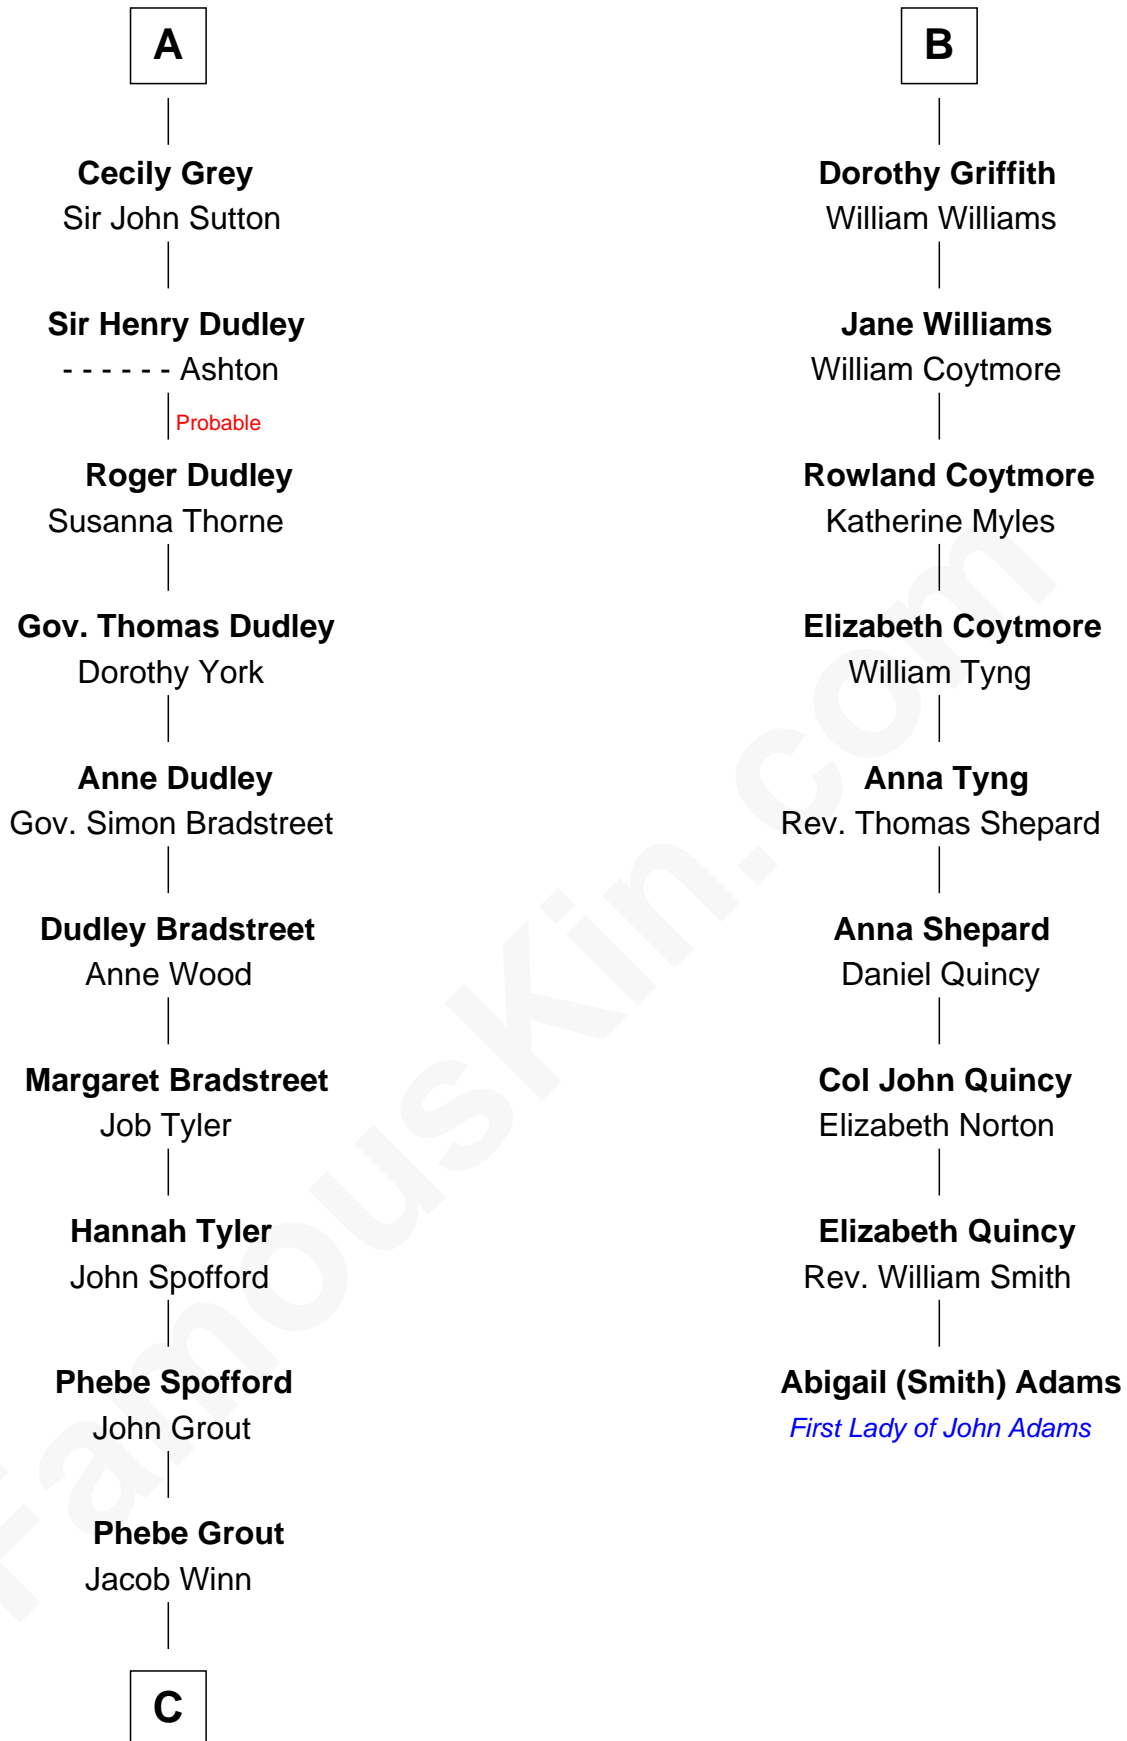 A
Cecily Grey
Sir John Sutton
Sir Henry Dudley
- - - - - - Ashton
Probable
Roger Dudley
Susanna Thorne
Gov. Thomas Dudley
Dorothy York
Anne Dudley
Gov. Simon Bradstreet
Dudley Bradstreet
Anne Wood
Margaret Bradstreet
Job Tyler
Hannah Tyler
John Spofford
Phebe Spofford
John Grout
Phebe Grout
Jacob Winn
C
B
Dorothy Griffith
William Williams
Jane Williams
William Coytmore
Rowland Coytmore
Katherine Myles
Elizabeth Coytmore
William Tyng
Anna Tyng
Rev. Thomas Shepard
Anna Shepard
Daniel Quincy
Col John Quincy
Elizabeth Norton
Elizabeth Quincy
Rev. William Smith
Abigail (Smith) Adams
First Lady of John Adams
FamousKin.com